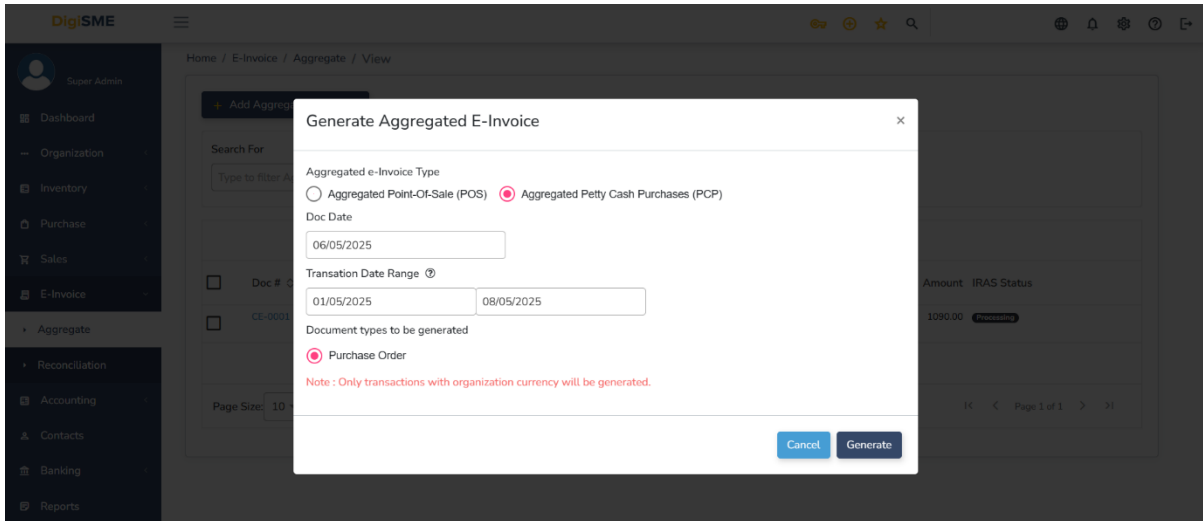 DigiSME
Super Admin
Home / E-Invoice / Aggregate / View
Dashboard
Organization
Inventory
Purchase
Sales
E-Invoice
Aggregate
Reconciliation
Accounting
Contacts
Banking
Reports
+ Add Aggrega
Search For
Type to filter A
Doc #
Amount IRAS Status
CE-0001
1090.00 Processing
Page Size: 10
Page 1 of 1
Generate Aggregated E-Invoice
Aggregated e-Invoice Type
Aggregated Point-Of-Sale (POS) Aggregated Petty Cash Purchases (PCP)
Doc Date
06/05/2025
Transation Date Range
01/05/2025 08/05/2025
Document types to be generated
Purchase Order
Note : Only transactions with organization currency will be generated.
Cancel Generate